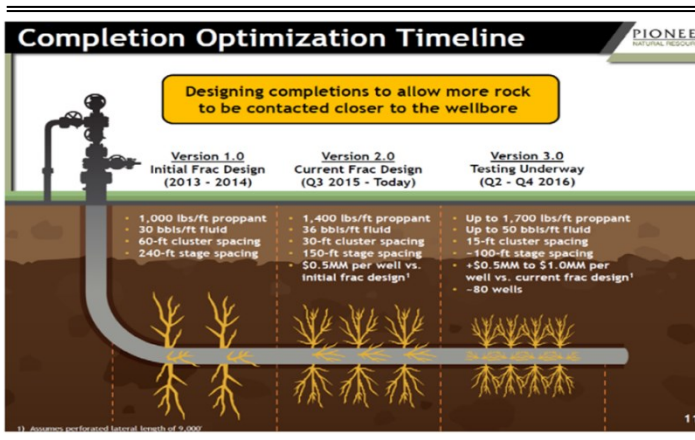 Completion Optimization Timeline
PIONEE
NATURAL RESOUR
Designing completions to allow more rock
to be contacted closer to the wellbore
Version 1.0
Initial Frac Design
(2013 - 2014)
1,000 lbs/ft proppant
30 bbls/ft fluid
60-ft cluster spacing
240-ft stage spacing
Version 2.0
Current Frac Design
(Q3 2015 - Today)
1,400 lbs/ft proppant
36 bbls/ft fluid
30-ft cluster spacing
150-ft stage spacing
$0.5MM per well vs.
initial frac design¹
Version 3.0
Testing Underway
(Q2 - Q4 2016)
Up to 1,700 lbs/ft proppant
Up to 50 bbls/ft fluid
15-ft cluster spacing
~100-ft stage spacing
+$0.5MM to $1.0MM per
well vs. current frac design¹
~80 wells
1) Assumes perforated lateral length of 9,000'